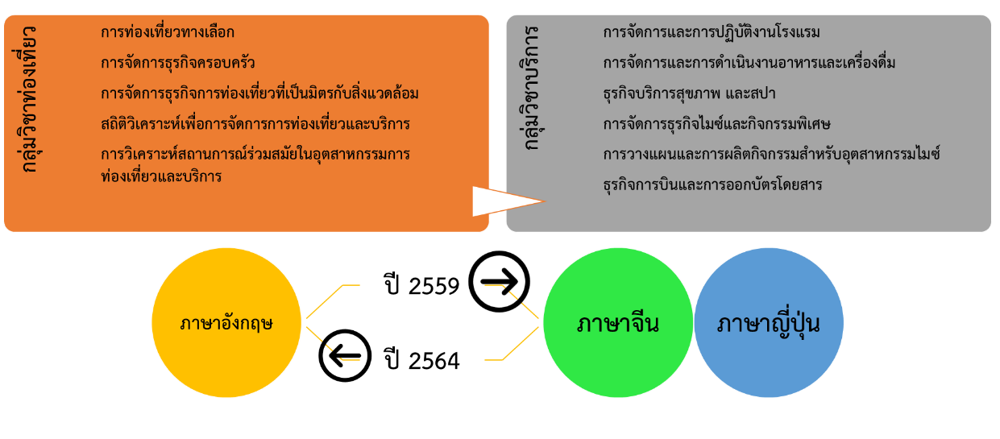 กลุ่มวิชาท่องเที่ยว
การท่องเที่ยวทางเลือก
การจัดการธุรกิจครอบครัว
การจัดการธุรกิจการท่องเที่ยวที่เป็นมิตรกับสิ่งแวดล้อม
สถิติวิเคราะห์เพื่อการจัดการการท่องเที่ยวและบริการ
การวิเคราะห์สถานการณ์ร่วมสมัยในอุตสาหกรรมการ
ท่องเที่ยวและบริการ
กลุ่มวิชาบริการ
การจัดการและการปฏิบัติงานโรงแรม
การจัดการและการดำเนินงานอาหารและเครื่องดื่ม
ธุรกิจบริการสุขภาพ และสปา
การจัดการธุรกิจไมซ์และกิจกรรมพิเศษ
การวางแผนและการผลิตกิจกรรมสำหรับอุตสาหกรรมไมซ์
ธุรกิจการบินและการออกบัตรโดยสาร
ภาษาอังกฤษ
ปี 2559
ปี 2564
ภาษาจีน
ภาษาญี่ปุ่น